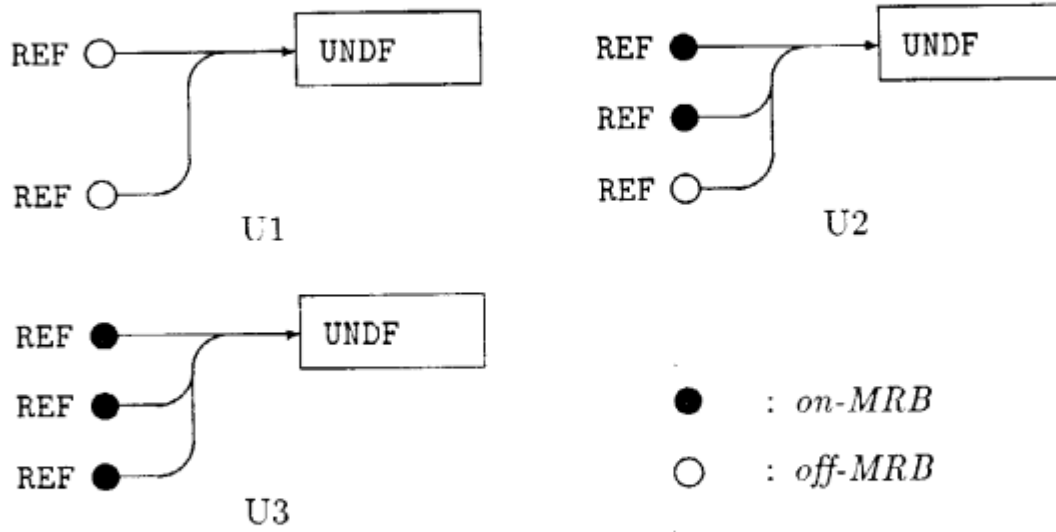 REF UNDF
REF
U1
REF UNDF
REF
REF
U2
REF UNDF
REF
REF
U3
: on-MRB
: off-MRB